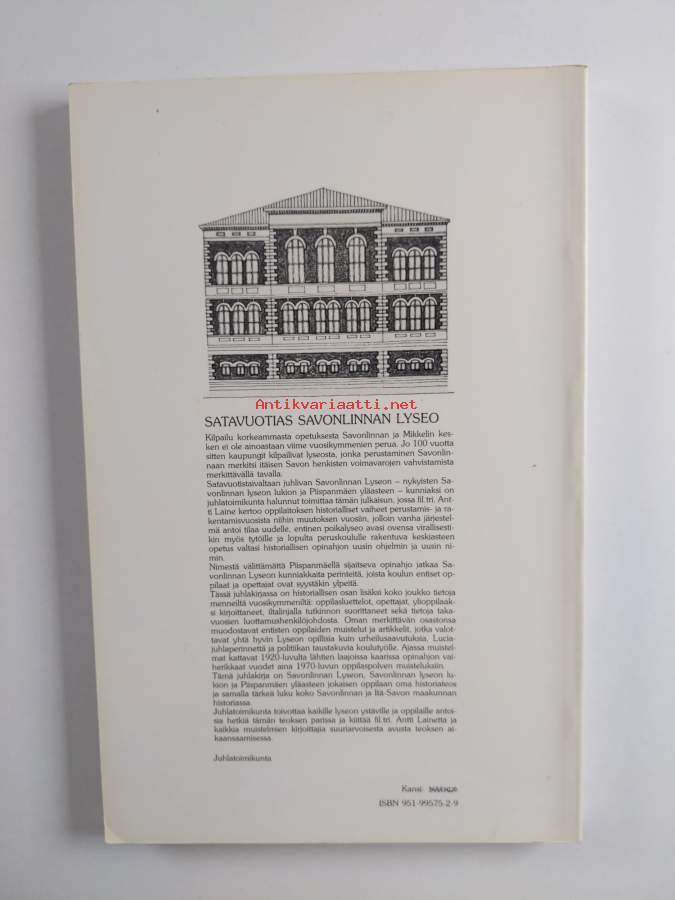 Antikvariaatti.net
SATAVUOTIAS SAVONLINNAN LYSEO
Kilpailu korkeammasta opetuksesta Savonlinnan ja Mikkelin kes-
ken ei ole ainoastaan viime vuosikymmenien perua. Jo 100 vuotta
sitten kaupungit kilpailivat lyseosta, jonka perustaminen Savonlin-
naan merkitsi itäisen Savon henkisten voimavarojen vahvistamista
merkittävällä tavalla.
Satavuotistaivaltaan juhlivan Savonlinnan Lyseon – nykyisten Sa-
vonlinnan lyseon lukion ja Piispanmäen yläasteen – kunniaksi on
juhlatoimikunta halunnut toimittaa tämän julkaisun, jossa fil.tri. Ant-
ti Laine kertoo oppilaitoksen historialliset vaiheet perustamis- ja ra-
kentamisvuosista niihin muutoksen vuosiin, jolloin vanha järjestel-
mä antoi tilaa uudelle, entinen poikalyseo avasi ovensa virallisesti-
kin myös tytöille ja lopulta peruskoululle rakentuva keskiasteen
opetus valtasi historiallisen opinahjon uusin ohjelmin ja uusin ni-
min.
Nimestä välittämättä Piispanmäellä sijaitseva opinahjo jatkaa Sa-
vonlinnan Lyseon kunniakkaita perinteitä, joista koulun entiset op-
pilaat ja opettajat ovat syystäkin ylpeitä.
Tässä juhlakirjassa on historiallisen osan lisäksi koko joukko tietoja
menneiltä vuosikymmeniltä: oppilasluettelot, opettajat, ylioppilaak-
si kirjoittaneet, iltalinjalla tutkinnon suorittaneet sekä tietoja taka-
vuosien luottamushenkilöjohdosta. Oman merkittävän osastonsa
muodostavat entisten oppilaiden muistelut ja artikkelit, jotka valot-
tavat yhtä hyvin Lyseon opillisia kuin urheilusaavutuksia, Lucia-
juhlaperinnettä ja politiikan taustakuvia koulutyölle. Ajassa muistel-
mat kattavat 1920-luvulta lähtien laajoissa kaarissa opinahjon vai-
herikkaat vuodet aina 1970-luvun oppilaspolven muisteluksiin.
Tämä juhlakirja on Savonlinnan Lyseon, Savonlinnan lyseon lu-
kion ja Piispanmäen yläasteen jokaisen oppilaan oma historiateos
ja samalla tärkeä luku koko Savonlinnan ja Itä-Savon maakunnan
historiassa.
Juhlatoimikunta toivottaa kaikille lyseon ystäville ja oppilaille antoi-
sia hetkiä tämän teoksen parissa ja kiittää fil.tri. Antti Lainetta ja
kaikkia muistelmien kirjoittajia suuriarvoisesta avusta teoksen ai-
kaansaamisessa.
Juhlatoimikunta
Kansi:
ISBN 951-99575-2-9